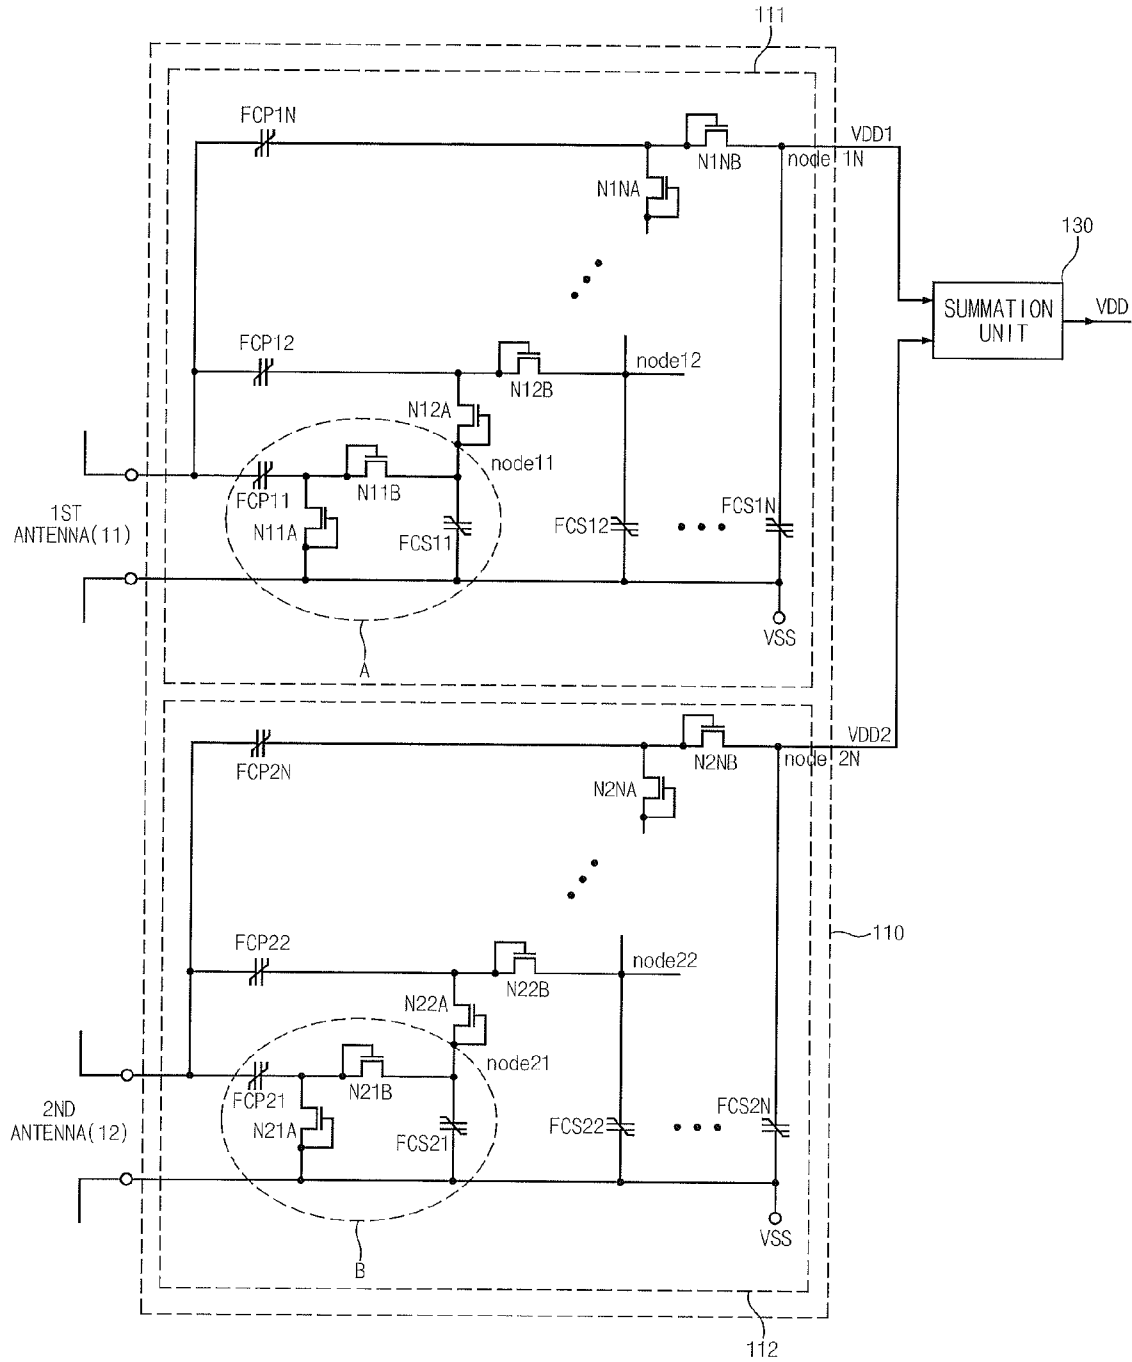 111
FCP1N
VDD1
N1NB
node 1N
N1NA
130
SUMMATION
UNIT
VDD
FCP12
node12
N12B
N12A
node11
FCP11
N11B
1ST
ANTENNA(11)
N11A
FCS11
FCS12
FCS1N
VSS
A
VDD2
FCP2N
N2NB
node 2N
N2NA
110
FCP22
node22
N22B
N22A
node21
FCP21
N21B
2ND
ANTENNA(12)
N21A
FCS21
FCS22
FCS2N
VSS
B
112